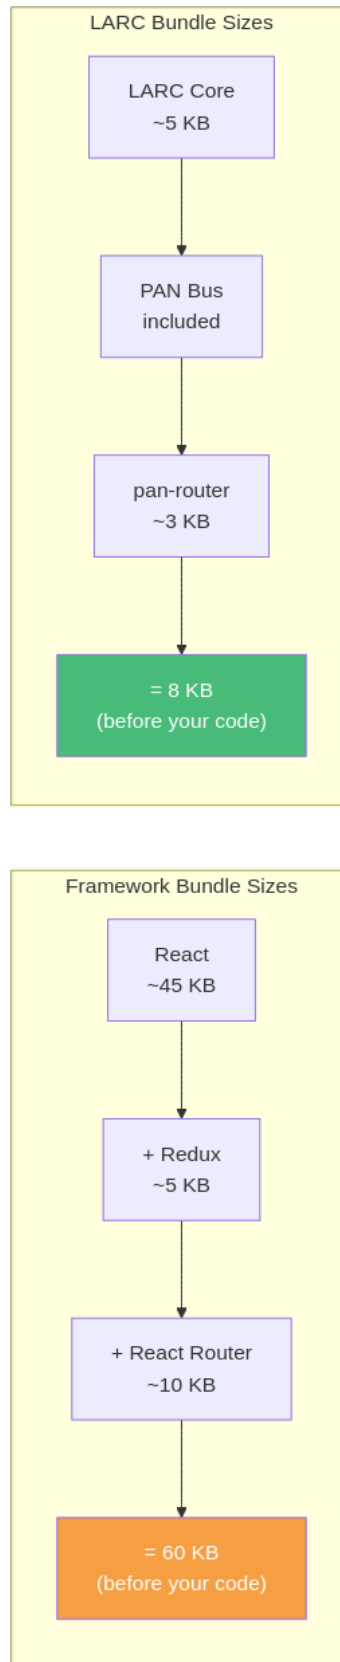 LARC Bundle Sizes
LARC Core
~5 KB
PAN Bus
included
pan-router
~3 KB
= 8 KB
(before your code)
Framework Bundle Sizes
React
~45 KB
+ Redux
~5 KB
+ React Router
~10 KB
= 60 KB
(before your code)